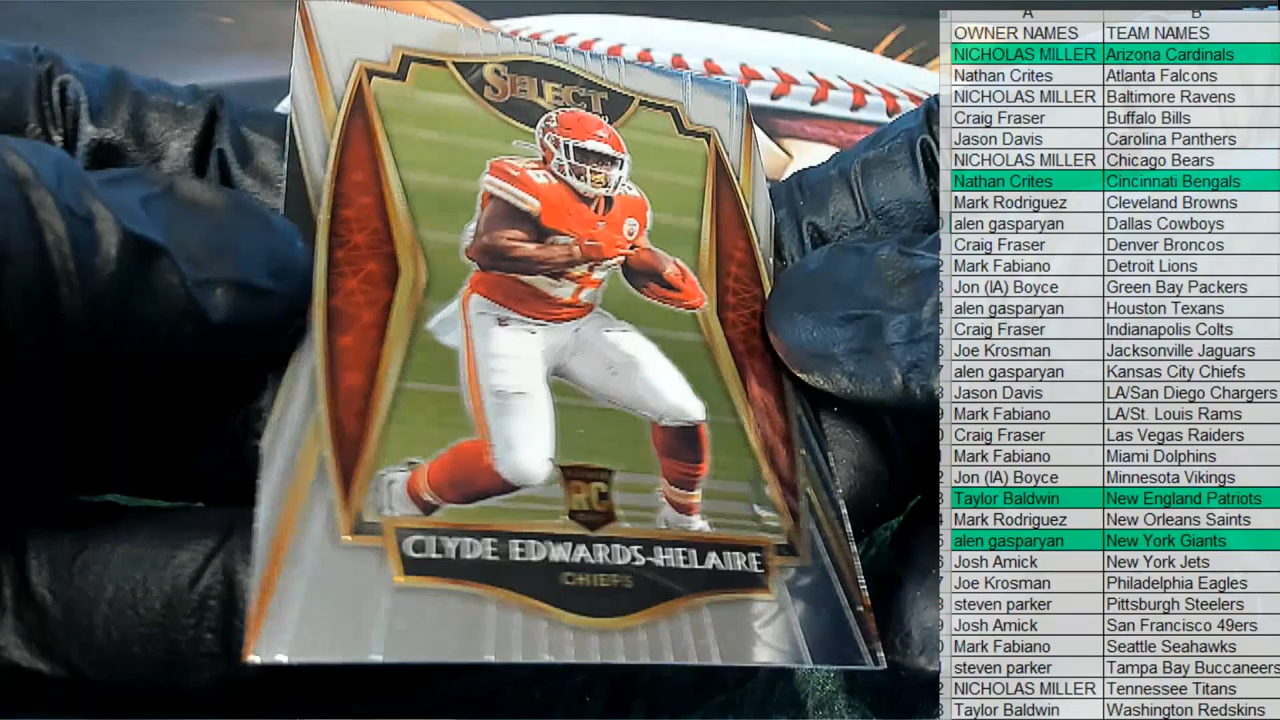 SELECT
RC
CLYDE EDWARDS-HELAIRE
CHIEFS
A B
OWNER NAMES TEAM NAMES
NICHOLAS MILLER Arizona Cardinals
Nathan Crites Atlanta Falcons
NICHOLAS MILLER Baltimore Ravens
Craig Fraser Buffalo Bills
Jason Davis Carolina Panthers
NICHOLAS MILLER Chicago Bears
Nathan Crites Cincinnati Bengals
Mark Rodriguez Cleveland Browns
alen gasparyan Dallas Cowboys
Craig Fraser Denver Broncos
Mark Fabiano Detroit Lions
Jon (IA) Boyce Green Bay Packers
alen gasparyan Houston Texans
Craig Fraser Indianapolis Colts
Joe Krosman Jacksonville Jaguars
alen gasparyan Kansas City Chiefs
Jason Davis LA/San Diego Chargers
Mark Fabiano LA/St. Louis Rams
Craig Fraser Las Vegas Raiders
Mark Fabiano Miami Dolphins
Jon (IA) Boyce Minnesota Vikings
Taylor Baldwin New England Patriots
Mark Rodriguez New Orleans Saints
alen gasparyan New York Giants
Josh Amick New York Jets
Joe Krosman Philadelphia Eagles
steven parker Pittsburgh Steelers
Josh Amick San Francisco 49ers
Mark Fabiano Seattle Seahawks
steven parker Tampa Bay Buccaneers
NICHOLAS MILLER Tennessee Titans
Taylor Baldwin Washington Redskins